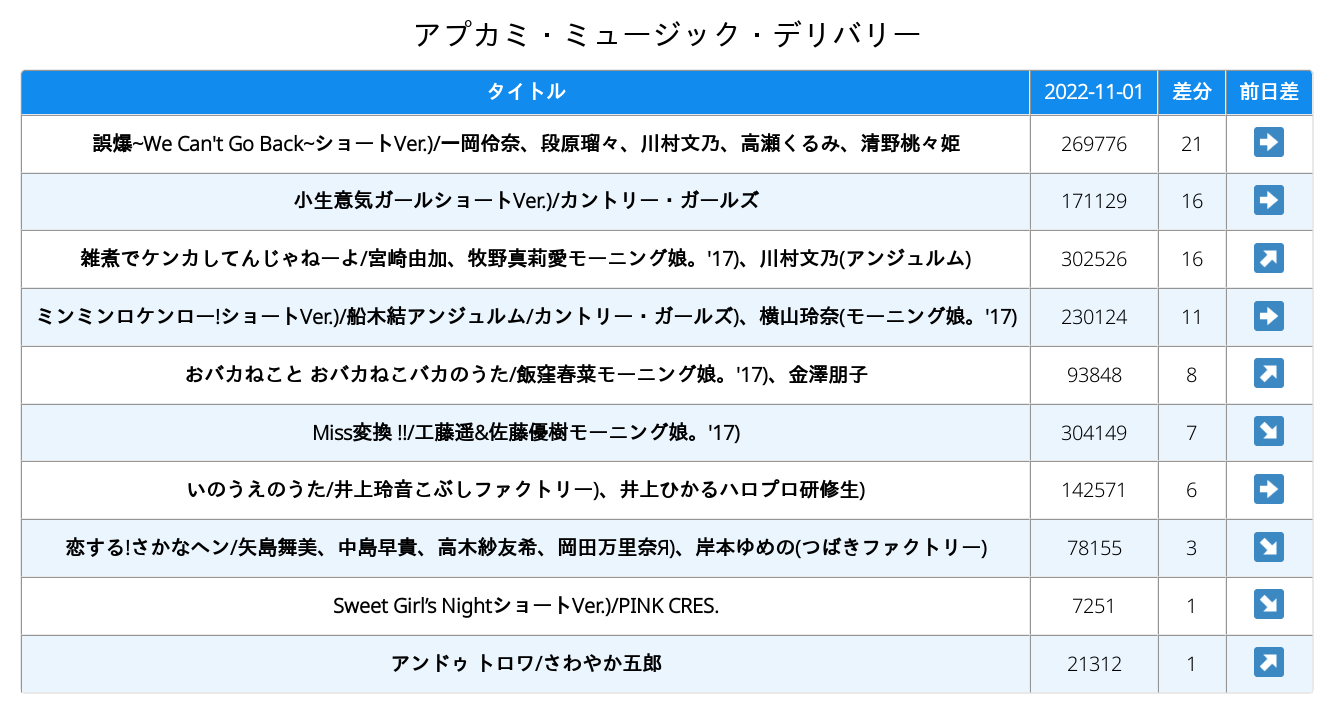 アプカミ・ミュージック・デリバリー
タイトル 2022-11-01 差分 前日差
誤爆~We Can't Go Back~ショートVer.)/一岡伶奈、段原瑠々、川村文乃、高瀬くるみ、清野桃々姫 269776 21 ➡
小生意気ガールショートVer.)/カントリー・ガールズ 171129 16 ➡
雑煮でケンカしてんじゃねーよ/宮崎由加、牧野真莉愛モーニング娘。'17)、川村文乃(アンジュルム) 302526 16 ↗
ミンミンロケンロー!ショートVer.)/船木結アンジュルム/カントリー・ガールズ)、横山玲奈(モーニング娘。'17) 230124 11 ➡
おバカねこと おバカねこバカのうた/飯窪春菜モーニング娘。'17)、金澤朋子 93848 8 ↗
Miss変換 !!/工藤遥&佐藤優樹モーニング娘。'17) 304149 7 ↘
いのうえのうた/井上玲音こぶしファクトリー)、井上ひかるハロプロ研修生) 142571 6 ➡
恋する!さかなヘン/矢島舞美、中島早貴、高木紗友希、岡田万里奈Я)、岸本ゆめの(つばきファクトリー) 78155 3 ↘
Sweet Girl’s NightショートVer.)/PINK CRES. 7251 1 ↘
アンドゥ トロワ/さわやか五郎 21312 1 ↗